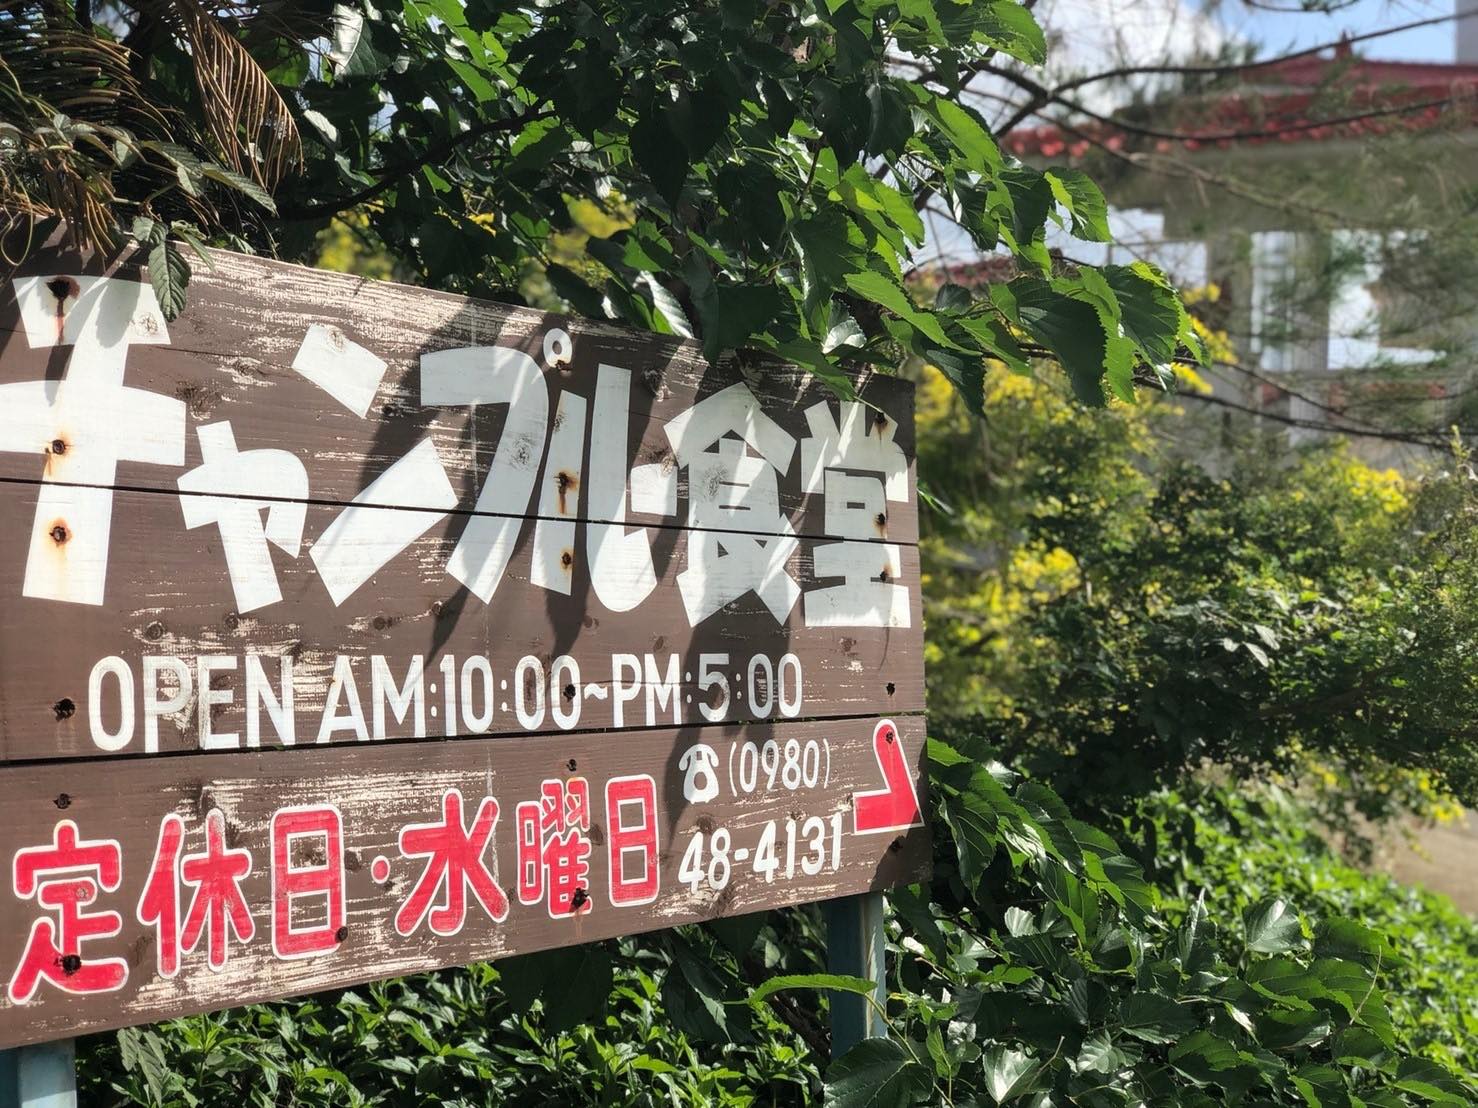 チャンプル食堂
OPEN AM:10:00~PM:5:00
☎(0980)
定休日・水曜日 48-4131